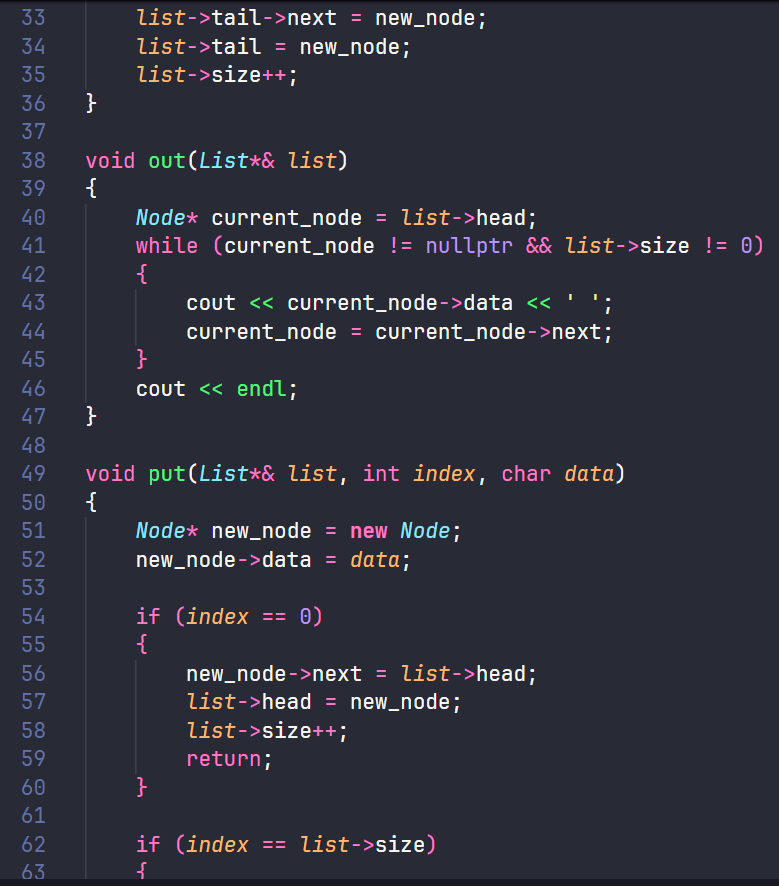 33 list->tail->next = new_node;
34 list->tail = new_node;
35 list->size++;
36 }
37
38 void out(List*& list)
39 {
40 Node* current_node = list->head;
41 while (current_node != nullptr && list->size != 0)
42 {
43 cout << current_node->data << ' ';
44 current_node = current_node->next;
45 }
46 cout << endl;
47 }
48
49 void put(List*& list, int index, char data)
50 {
51 Node* new_node = new Node;
52 new_node->data = data;
53
54 if (index == 0)
55 {
56 new_node->next = list->head;
57 list->head = new_node;
58 list->size++;
59 return;
60 }
61
62 if (index == list->size)
63 {